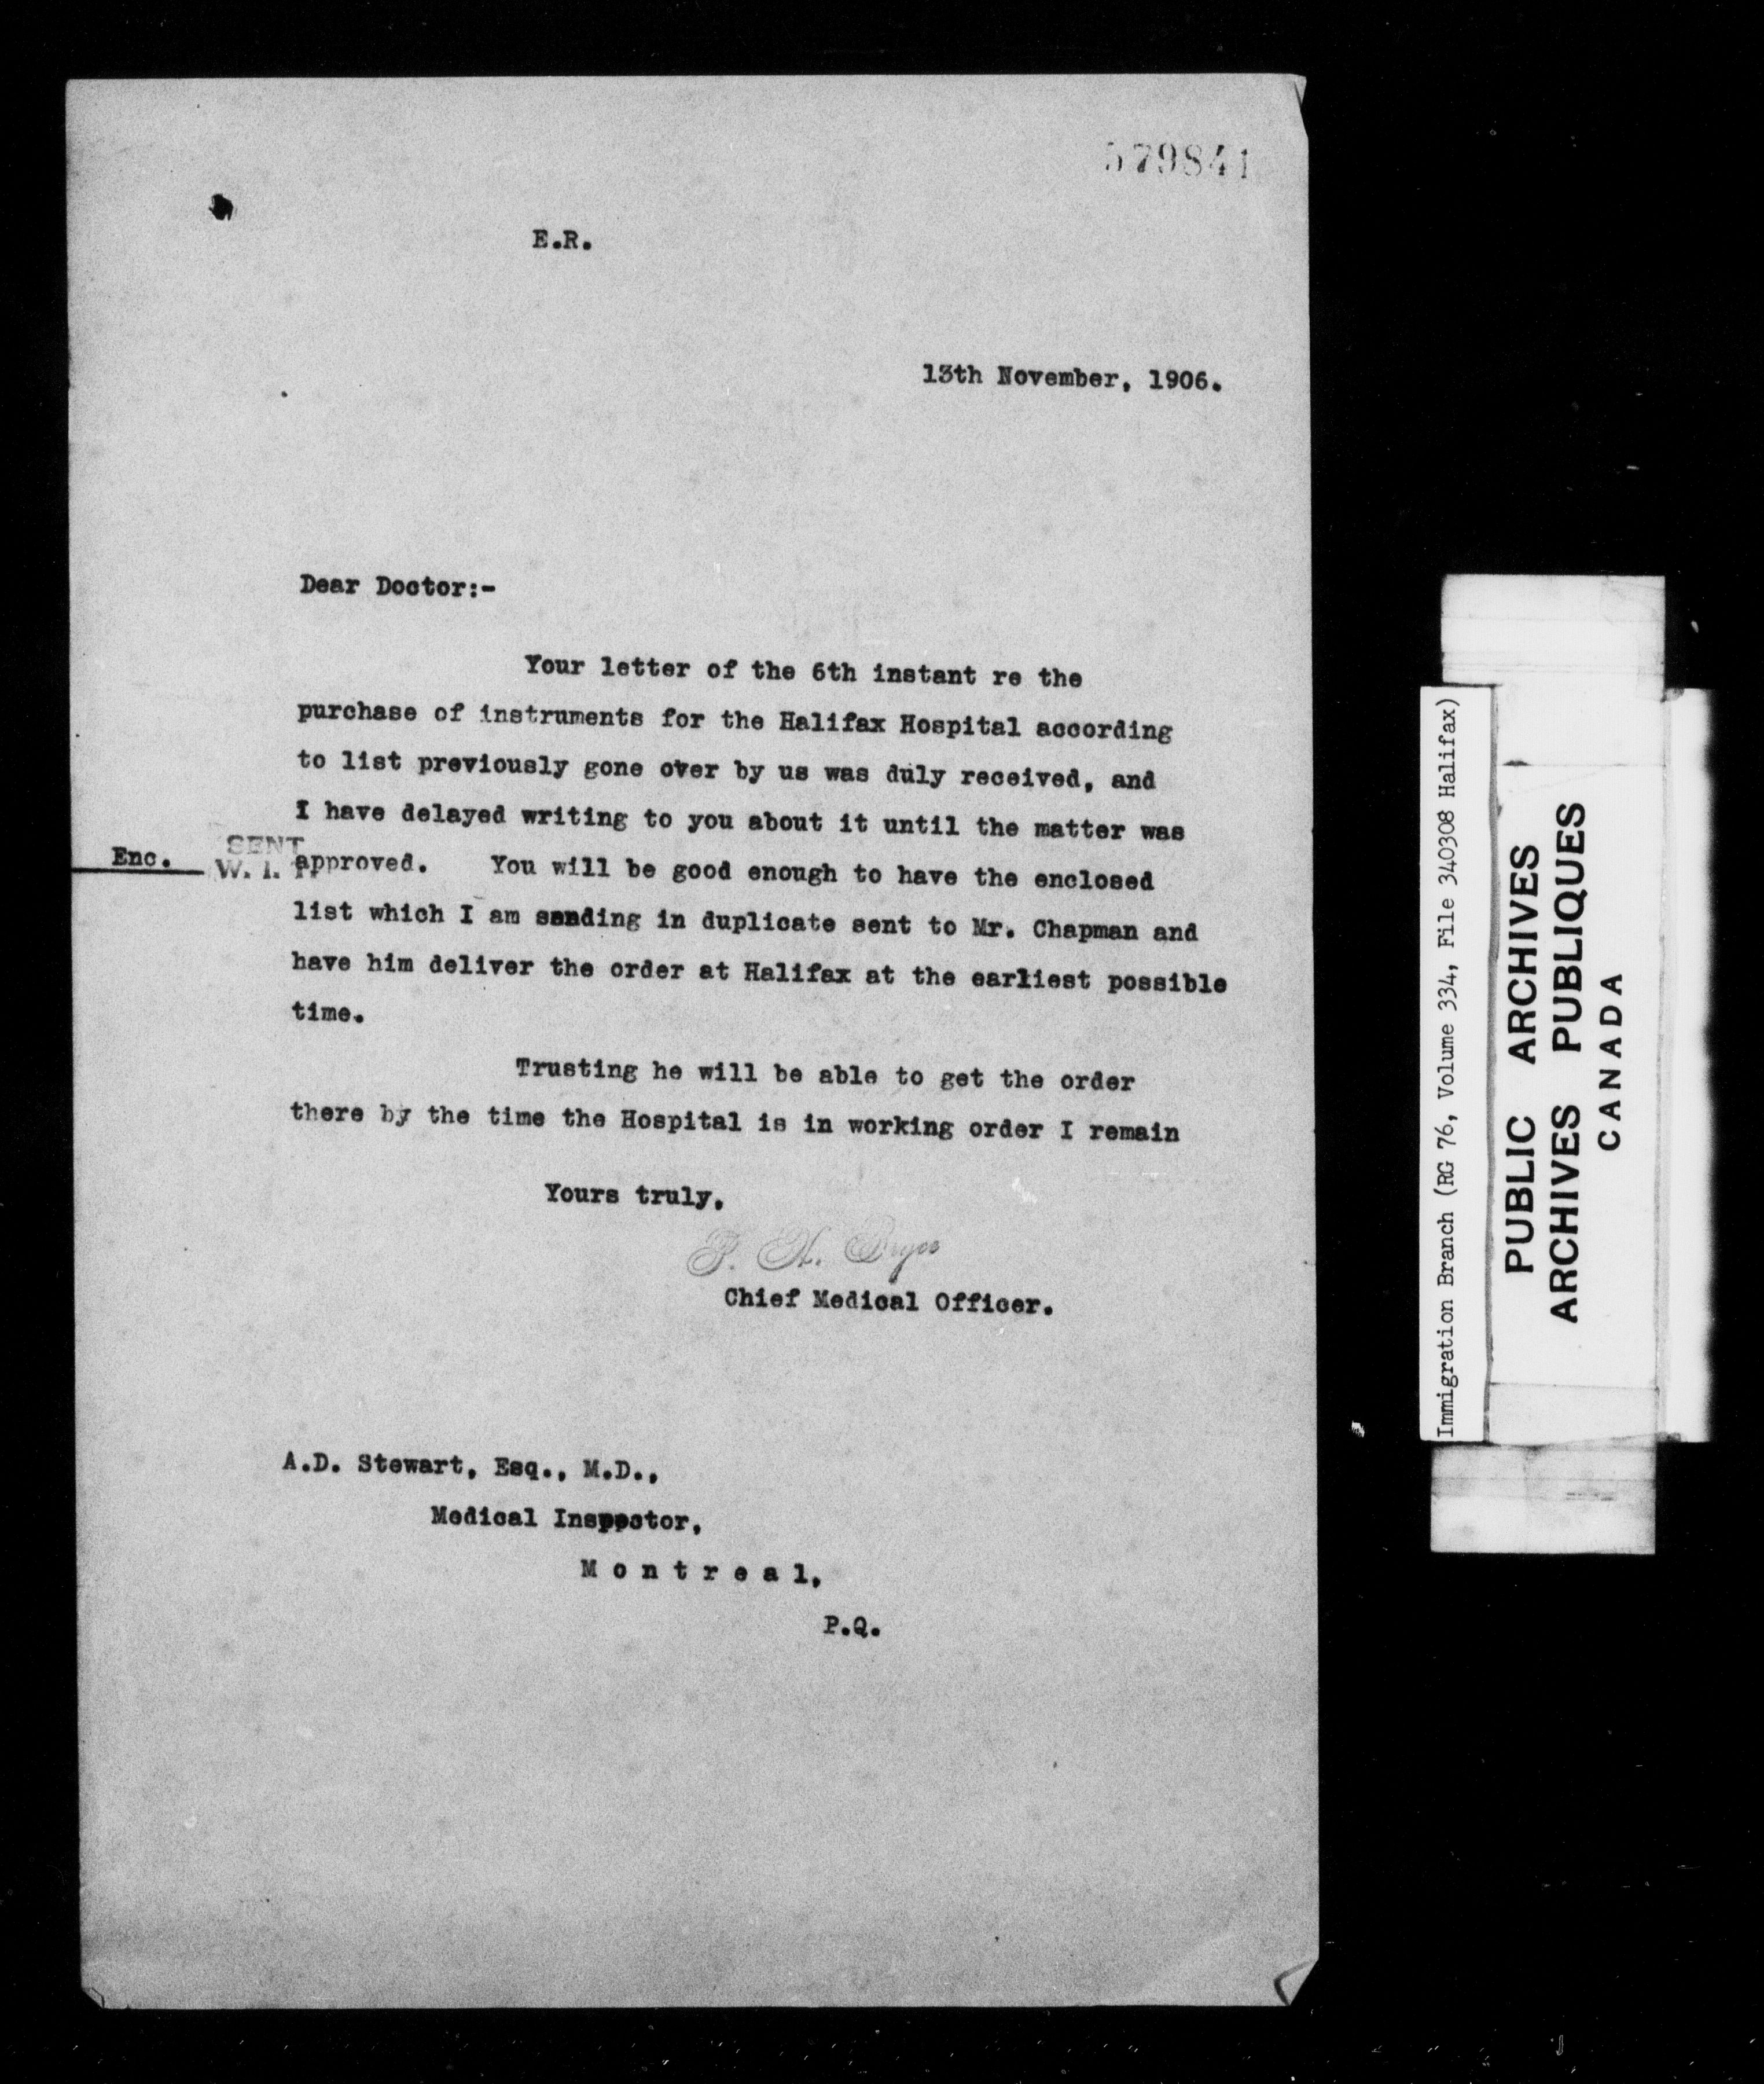 579841
E.R.
13th November, 1906.
Dear Doctor:-
Your letter of the 6th instant re the
purchase of instruments for the Halifax Hospital according
to list previously gone over by us was duly received, and
I have delayed writing to you about it until the matter was
Enc. SENT
W. T. approved. You will be good enough to have the enclosed
list which I am sending in duplicate sent to Mr. Chapman and
have him deliver the order at Halifax at the earliest possible
time.
Trusting he will be able to get the order
there by the time the Hospital is in working order I remain
Yours truly,
P. H. Bryce
Chief Medical Officer.
A.D. Stewart, Esq., M.D.,
Medical Inspector,
Montreal,
P.Q.
Immigration Branch (RG 76, Volume 334, File 340308 Halifax)
PUBLIC ARCHIVES
ARCHIVES PUBLIQUES
CANADA